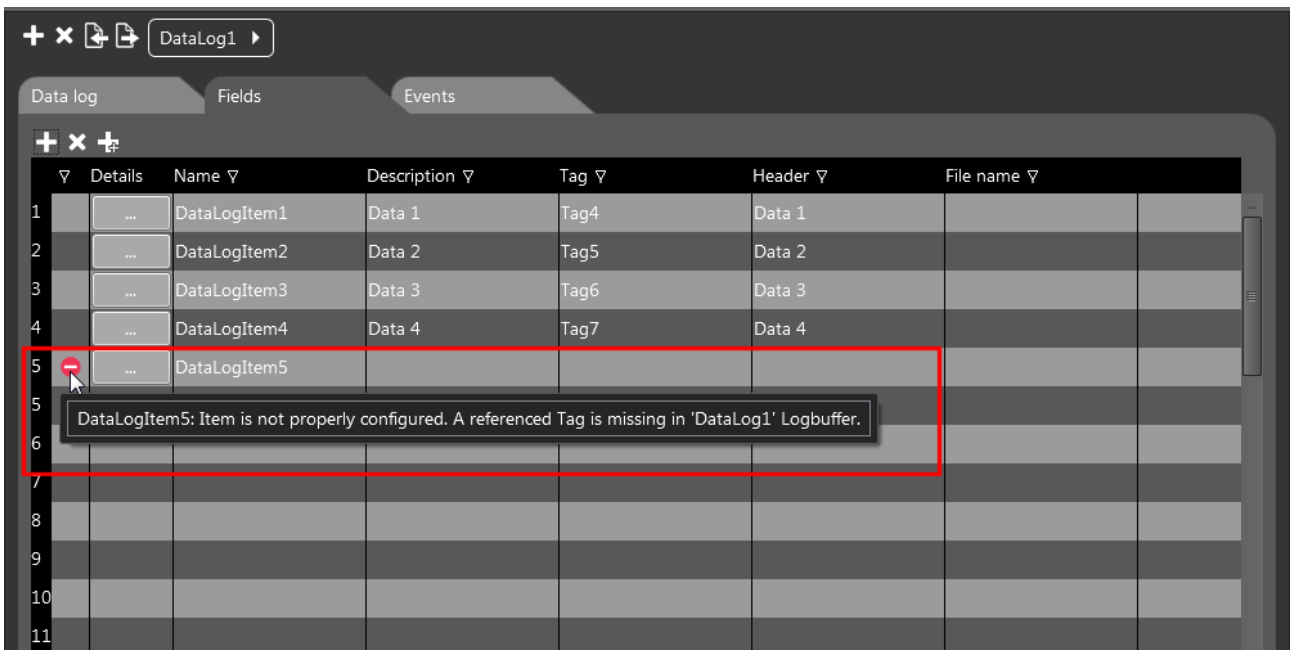 DataLog1
Data log Fields Events
Details Name Description Tag Header File name
1 ... DataLogItem1 Data 1 Tag4 Data 1
2 ... DataLogItem2 Data 2 Tag5 Data 2
3 ... DataLogItem3 Data 3 Tag6 Data 3
4 ... DataLogItem4 Data 4 Tag7 Data 4
5 ... DataLogItem5
5
DataLogItem5: Item is not properly configured. A referenced Tag is missing in 'DataLog1' Logbuffer.
6
7
8
9
10
11